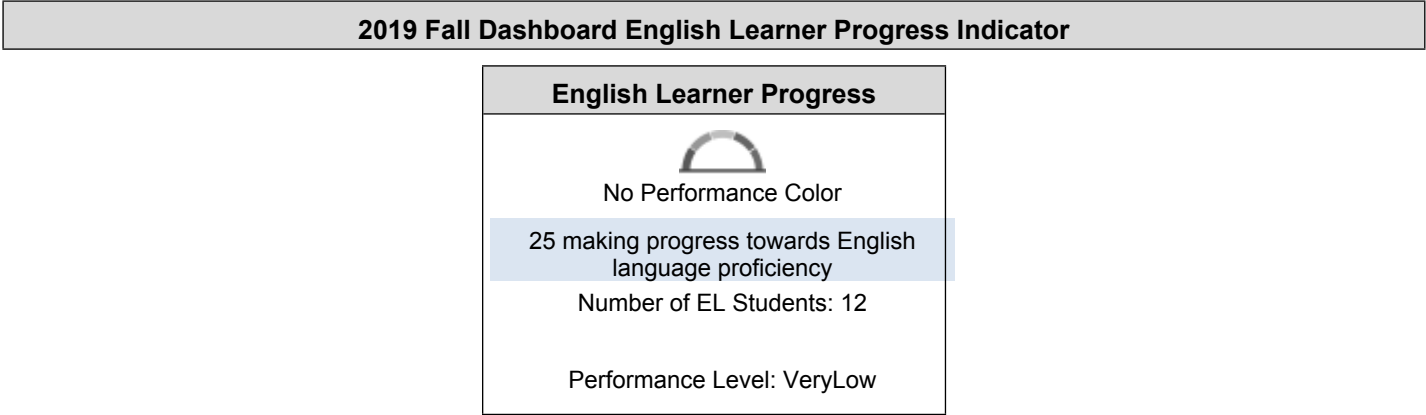 2019 Fall Dashboard English Learner Progress Indicator
English Learner Progress
No Performance Color
25 making progress towards English
language proficiency
Number of EL Students: 12
Performance Level: VeryLow